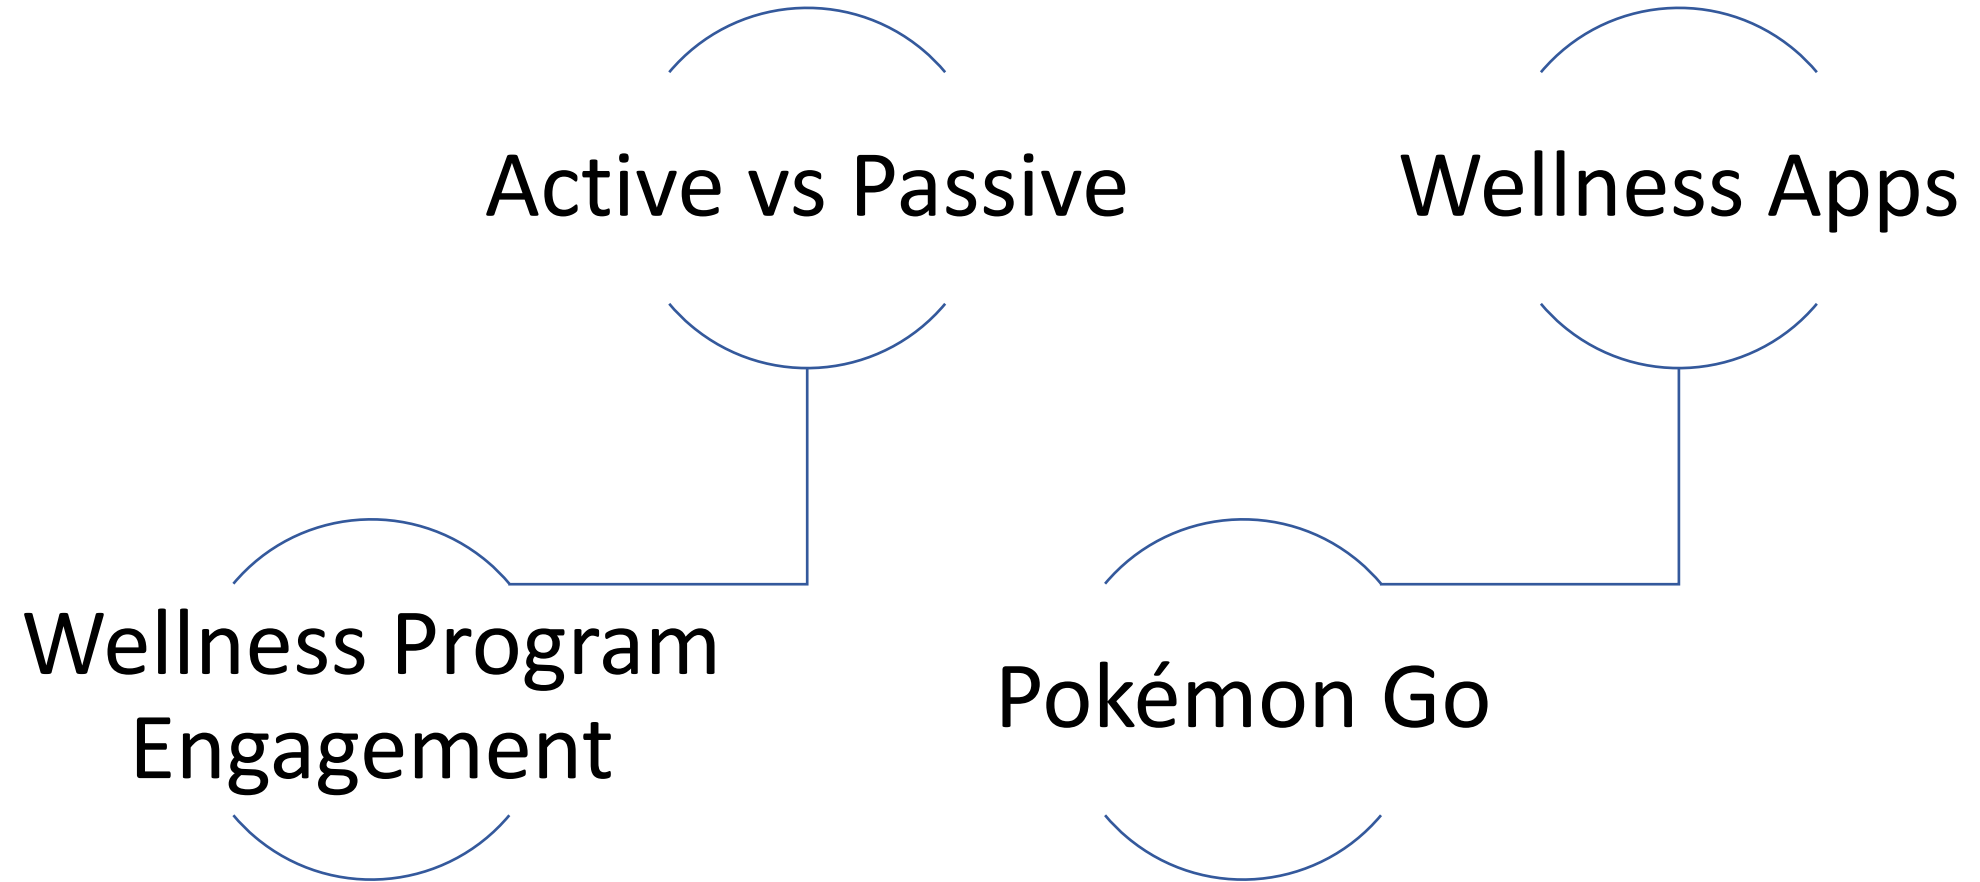 Active vs Passive
Wellness Apps
Wellness Program
Engagement
Pokémon Go